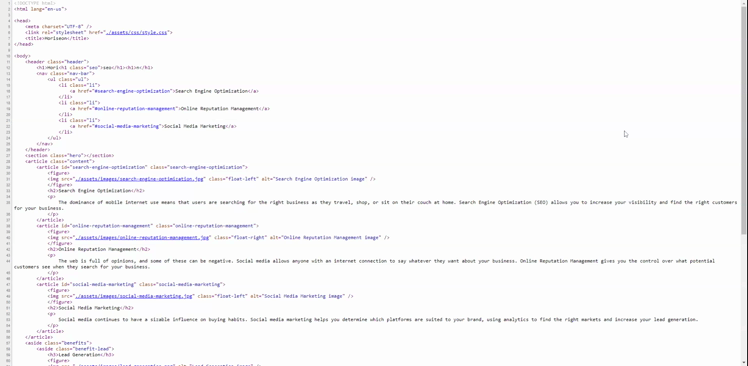 <!DOCTYPE html>
<html lang="en-us">
<head>
<meta charset="UTF-8" />
<link rel="stylesheet" href="./assets/css/style.css">
<title>Horiseon</title>
</head>
<body>
<header class="header">
<h1>Hori<h1 class="seo">seo</h1><h1>n</h1>
<nav class="nav-bar">
<ul class="ul">
<li class="li">
<a href="#search-engine-optimization">Search Engine Optimization</a>
</li>
<li class="li">
<a href="#online-reputation-management">Online Reputation Management</a>
</li>
<li class="li">
<a href="#social-media-marketing">Social Media Marketing</a>
</li>
</ul>
</nav>
</header>
<section class="hero"></section>
<article class="content">
<article id="search-engine-optimization" class="search-engine-optimization">
<figure>
<img src="./assets/images/search-engine-optimization.jpg" class="float-left" alt="Search Engine Optimization image" />
</figure>
<h2>Search Engine Optimization</h2>
<p>
The dominance of mobile internet use means that users are searching for the right business as they travel, shop, or sit on their couch at home. Search Engine Optimization (SEO) allows you to increase your visibility and find the right customers
for your business.
</p>
</article>
<article id="online-reputation-management" class="online-reputation-management">
<figure>
<img src="./assets/images/online-reputation-management.jpg" class="float-right" alt="Online Reputation Management image" />
</figure>
<h2>Online Reputation Management</h2>
<p>
The web is full of opinions, and some of these can be negative. Social media allows anyone with an internet connection to say whatever they want about your business. Online Reputation Management gives you the control over what potential
customers see when they search for your business.
</p>
</article>
<article id="social-media-marketing" class="social-media-marketing">
<figure>
<img src="./assets/images/social-media-marketing.jpg" class="float-left" alt="Social Media Marketing image" />
</figure>
<h2>Social Media Marketing</h2>
<p>
Social media continues to have a sizable influence on buying habits. Social media marketing helps you determine which platforms are suited to your brand, using analytics to find the right markets and increase your lead generation.
</p>
</article>
</article>
<aside class="benefits">
<aside class="benefit-lead">
<h3>Lead Generation</h3>
<figure>